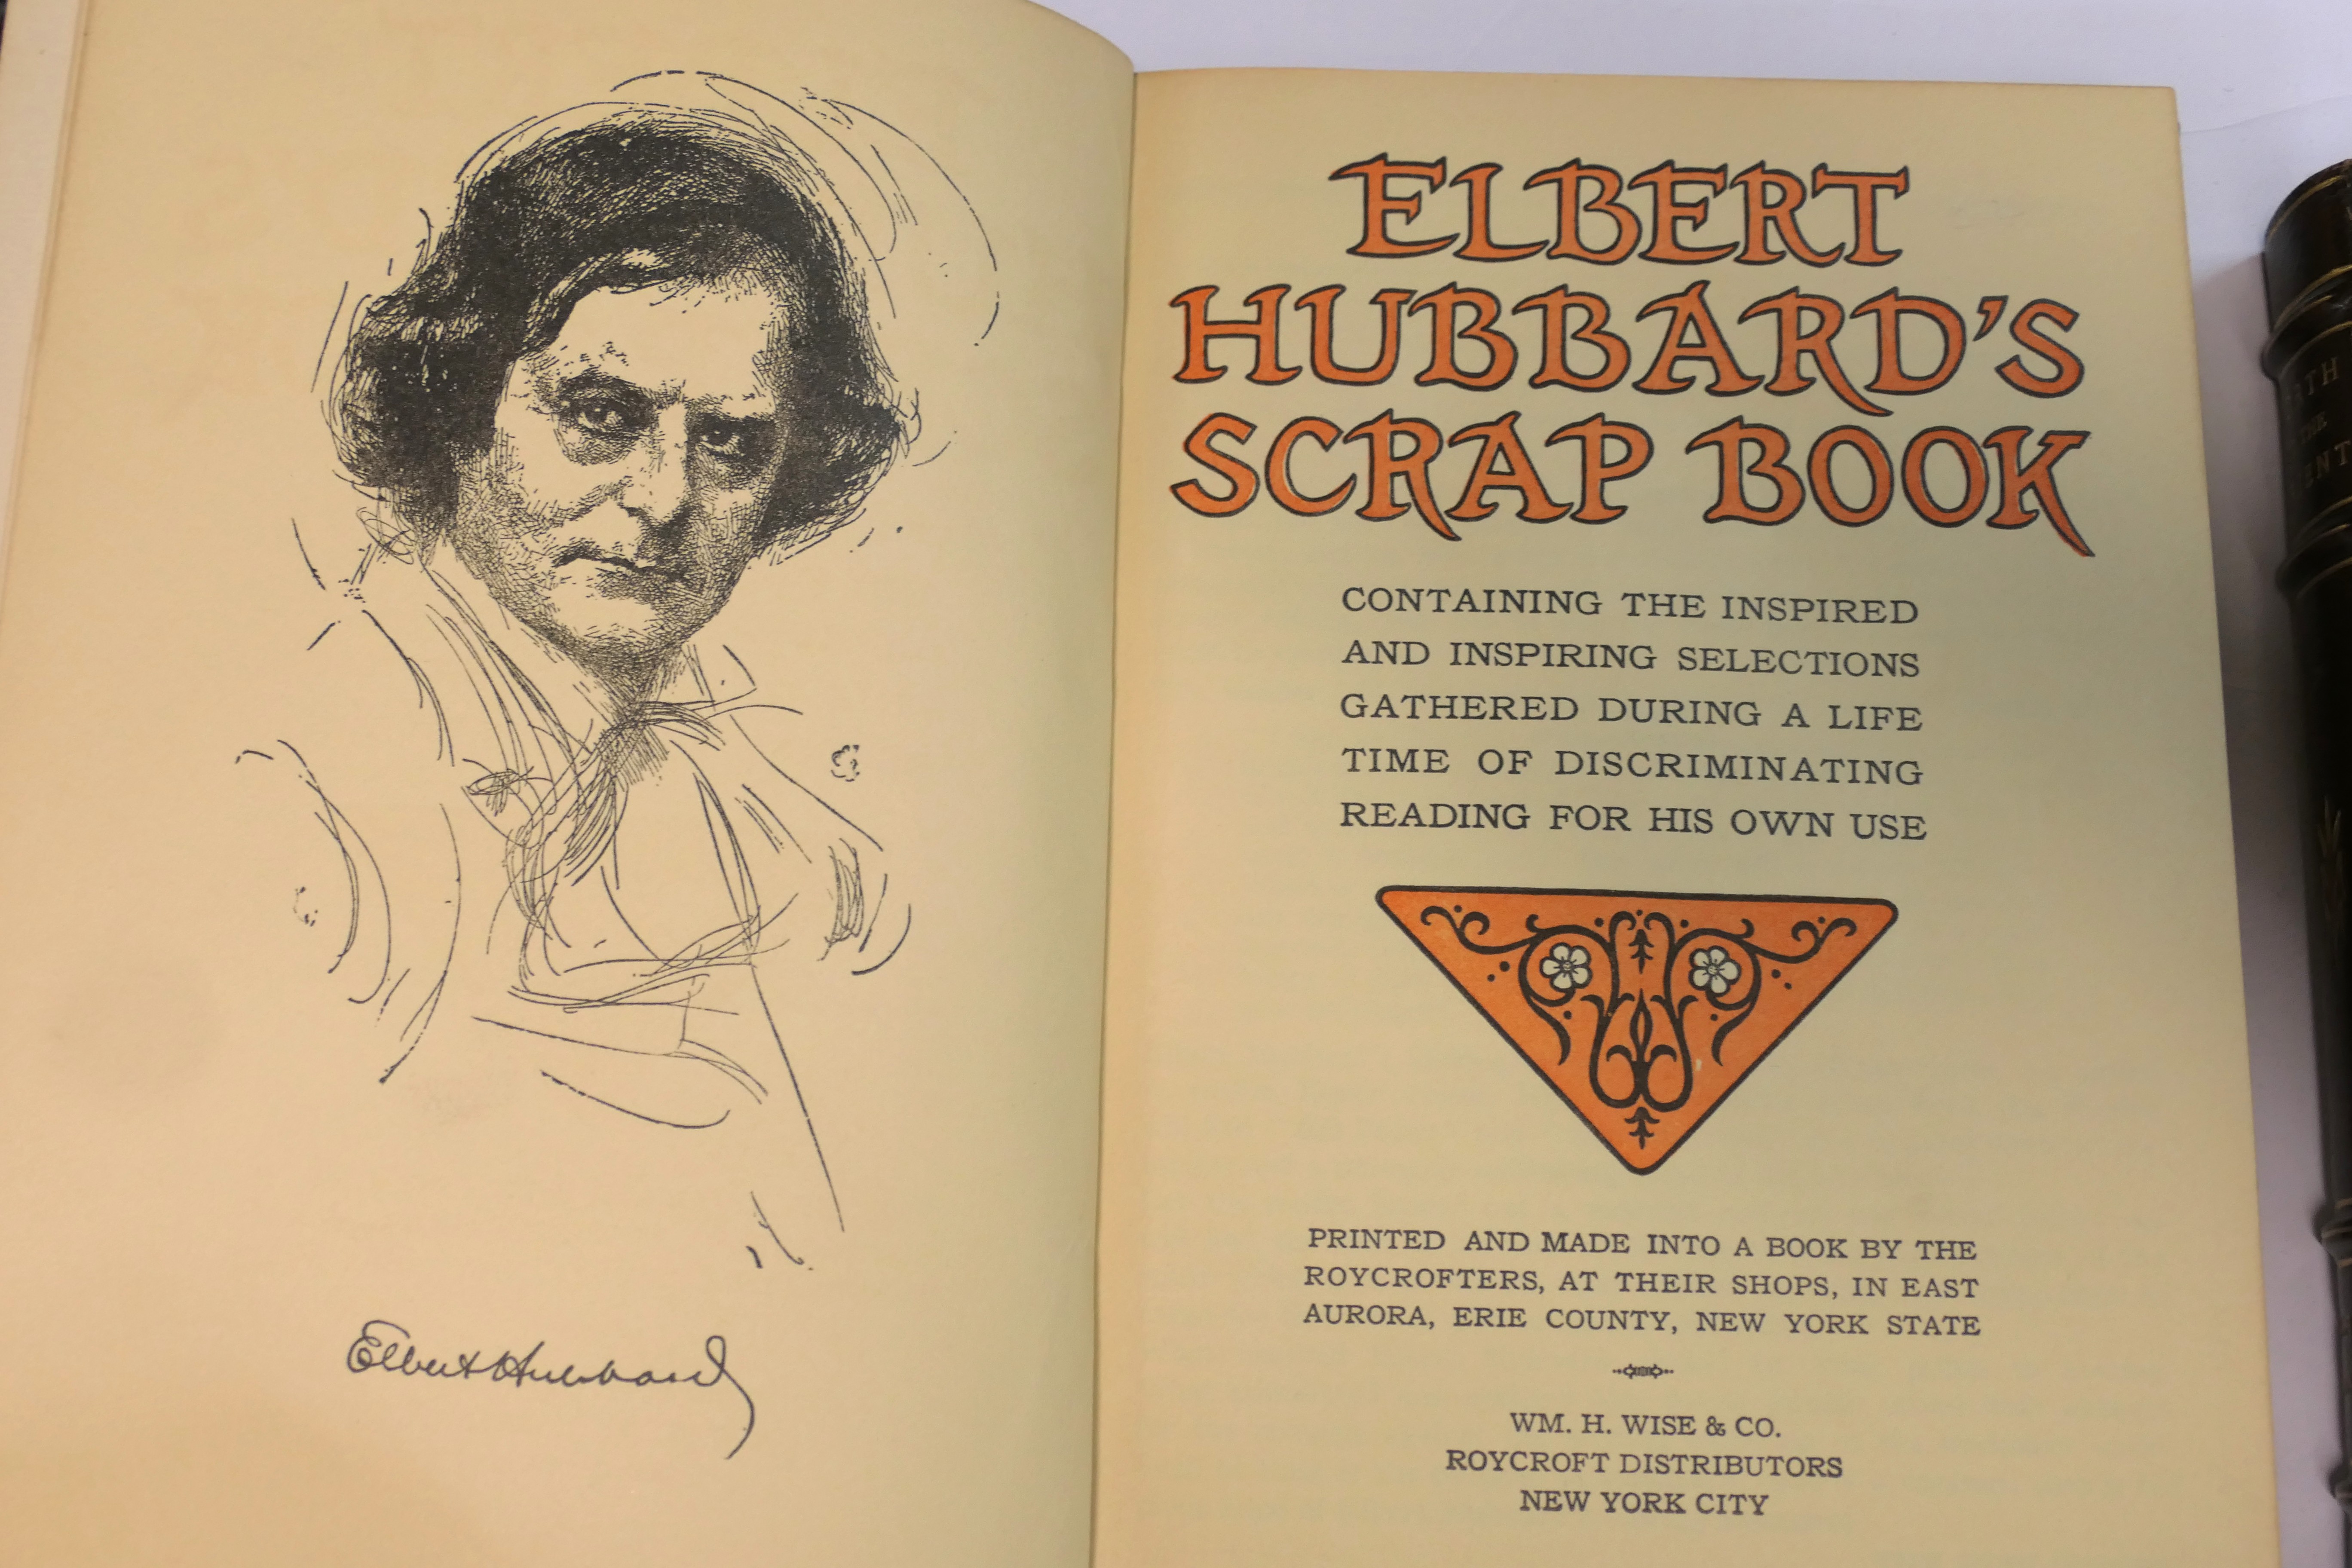 Elbert Hubbard
ELBERT
HUBBARD'S
SCRAP BOOK
CONTAINING THE INSPIRED
AND INSPIRING SELECTIONS
GATHERED DURING A LIFE
TIME OF DISCRIMINATING
READING FOR HIS OWN USE
PRINTED AND MADE INTO A BOOK BY THE
ROYCROFTERS, AT THEIR SHOPS, IN EAST
AURORA, ERIE COUNTY, NEW YORK STATE
WM. H. WISE & CO.
ROYCROFT DISTRIBUTORS
NEW YORK CITY